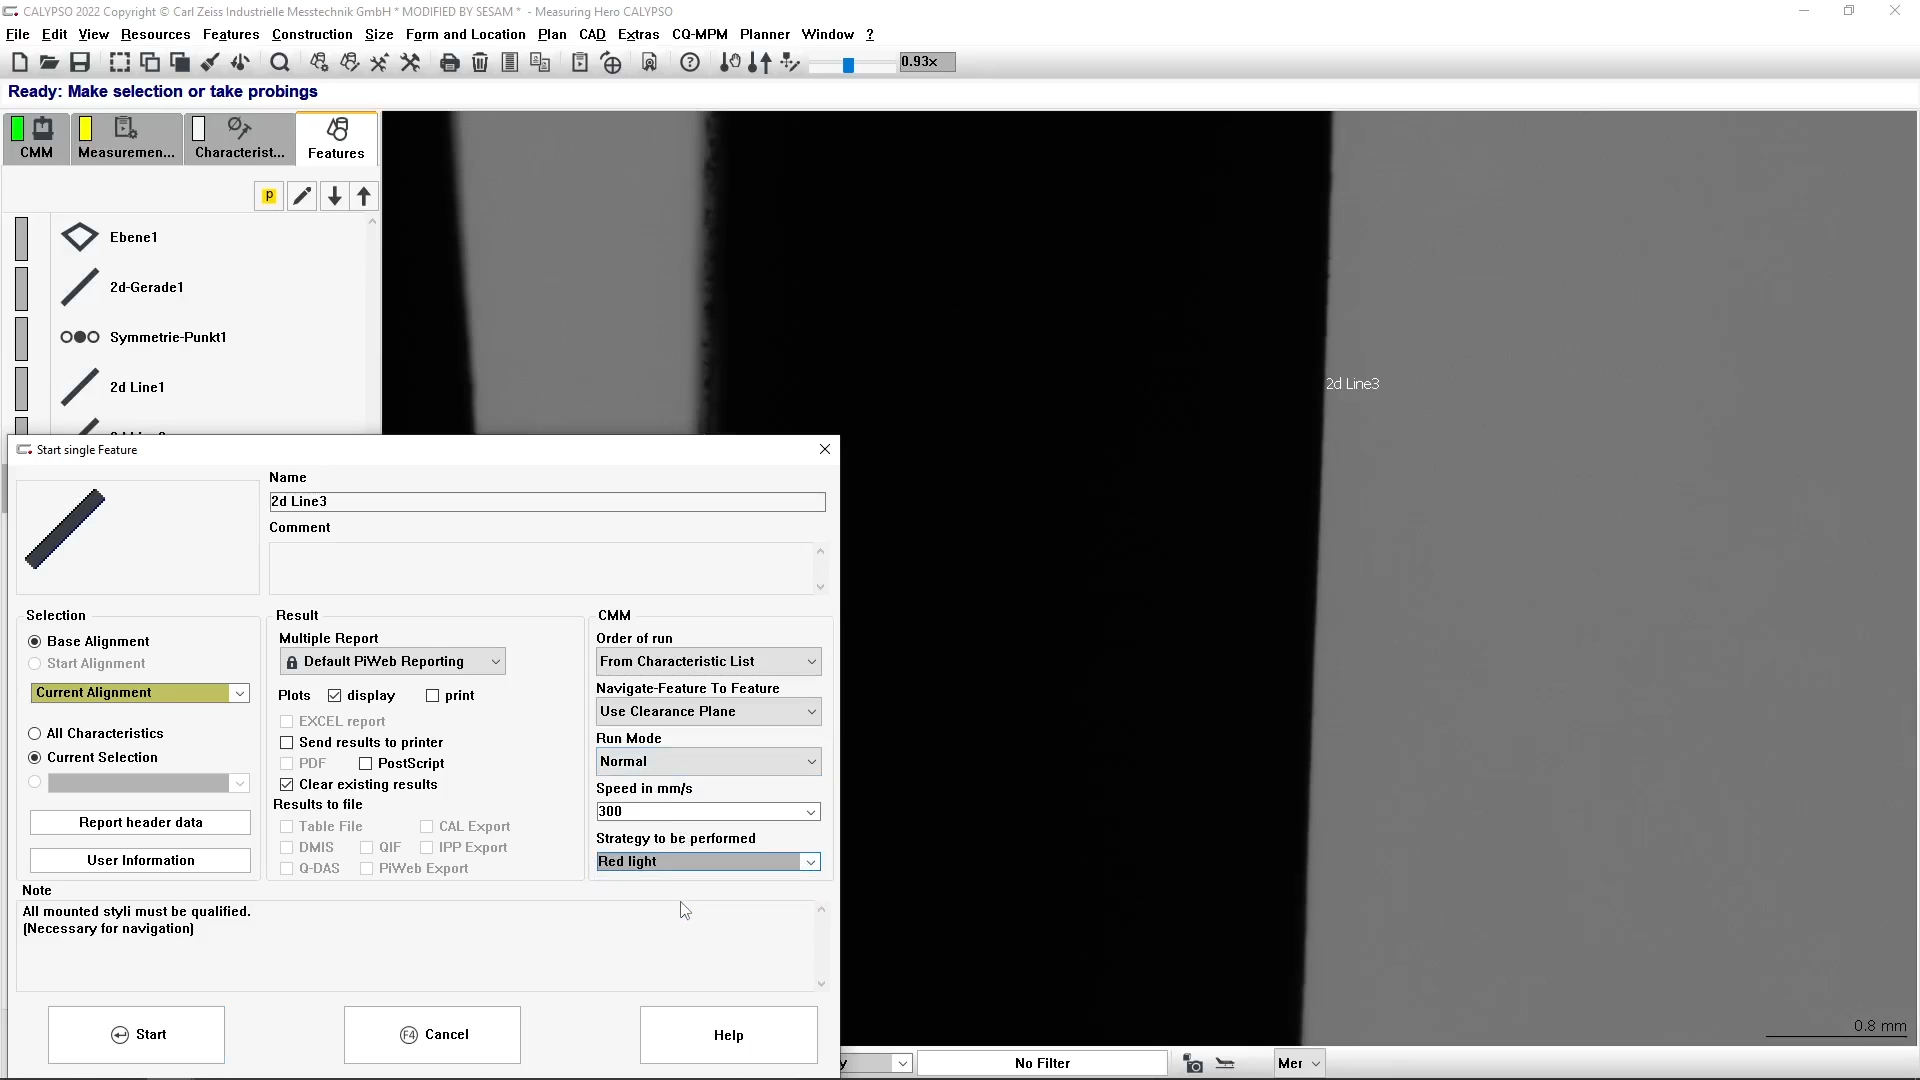 CALYPSO 2022 Copyright © Carl Zeiss Industrielle Messtechnik GmbH * MODIFIED BY SESAM * - Measuring Hero CALYPSO
File Edit View Resources Features Construction Size Form and Location Plan CAD Extras CQ-MPM Planner Window ?
0.93x
Ready: Make selection or take probings
CMM Measuremen... Characterist... Features
p
Ebene1
2d-Gerade1
Symmetrie-Punkt1
2d Line1
2d Line3
Start single Feature
Name
2d Line3
Comment
Selection
Base Alignment
Start Alignment
Current Alignment
All Characteristics
Current Selection
Report header data
User Information
Result
Multiple Report
Default PiWeb Reporting
Plots display print
EXCEL report
Send results to printer
PDF PostScript
Clear existing results
Results to file
Table File CAL Export
DMIS QIF IPP Export
Q-DAS PiWeb Export
CMM
Order of run
From Characteristic List
Navigate-Feature To Feature
Use Clearance Plane
Run Mode
Normal
Speed in mm/s
300
Strategy to be performed
Red light
Note
All mounted styli must be qualified.
(Necessary for navigation)
Start F4 Cancel Help
0.8 mm
y No Filter Mer